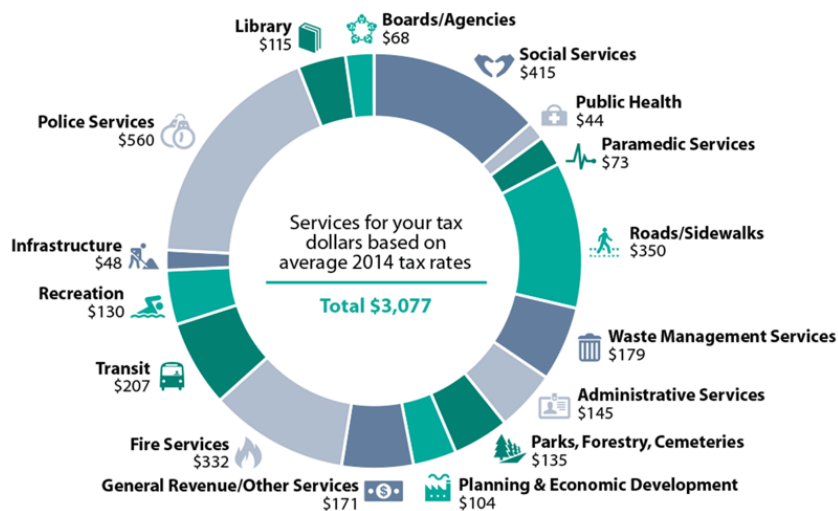 Boards/Agencies
$68
Social Services
$415
Public Health
$44
Paramedic Services
$73
Roads/Sidewalks
$350
Waste Management Services
$179
Administrative Services
$145
Parks, Forestry, Cemeteries
$135
Planning & Economic Development
$104
General Revenue/Other Services
$171
Fire Services
$332
Transit
$207
Recreation
$130
Infrastructure
$48
Police Services
$560
Library
$115
Services for your tax
dollars based on
average 2014 tax rates
Total $3,077